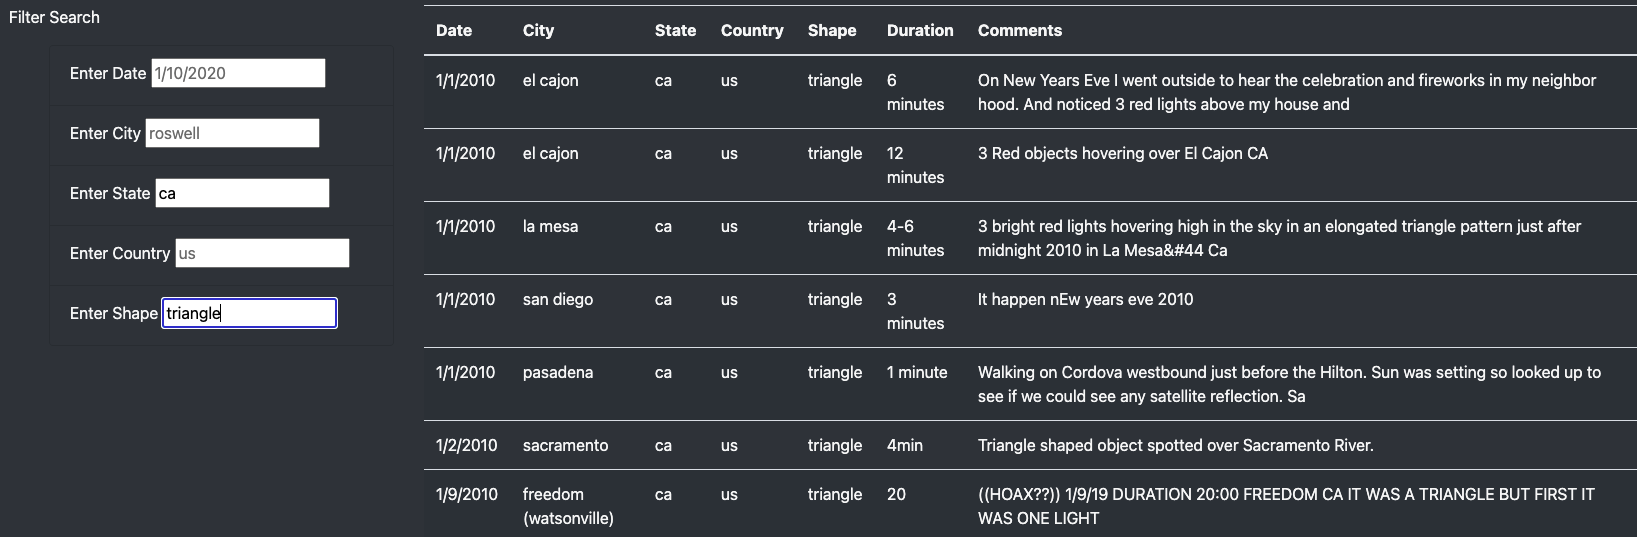 Filter Search
Enter Date 1/10/2020
Enter City roswell
Enter State ca
Enter Country us
Enter Shape triangle
Date City State Country Shape Duration Comments
1/1/2010 el cajon ca us triangle 6 minutes On New Years Eve I went outside to hear the celebration and fireworks in my neighbor
hood. And noticed 3 red lights above my house and
1/1/2010 el cajon ca us triangle 12 minutes 3 Red objects hovering over El Cajon CA
1/1/2010 la mesa ca us triangle 4-6 minutes 3 bright red lights hovering high in the sky in an elongated triangle pattern just after
midnight 2010 in La Mesa&#44 Ca
1/1/2010 san diego ca us triangle 3 minutes It happen nEw years eve 2010
1/1/2010 pasadena ca us triangle 1 minute Walking on Cordova westbound just before the Hilton. Sun was setting so looked up to
see if we could see any satellite reflection. Sa
1/2/2010 sacramento ca us triangle 4min Triangle shaped object spotted over Sacramento River.
1/9/2010 freedom (watsonville) ca us triangle 20 ((HOAX??)) 1/9/19 DURATION 20:00 FREEDOM CA IT WAS A TRIANGLE BUT FIRST IT
WAS ONE LIGHT